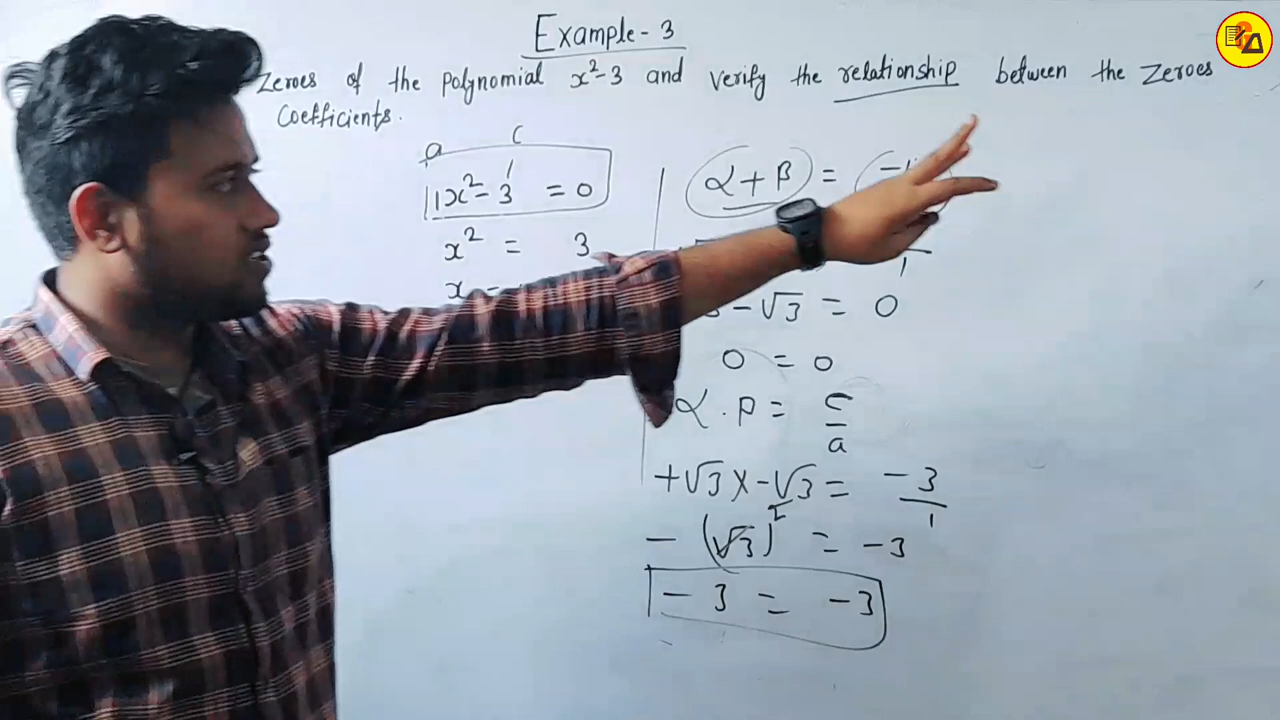 Example-3
Zeroes of the polynomial x²-3 and verify the relationship between the zeroes
Coefficients.
a c
1x²-3 = 0
x² = 3
x =
α+β =
1
-√3 = 0
0 = 0
α.β = c/a
+√3 x -√3 = -3/1
-(√3)² = -3
-3 = -3